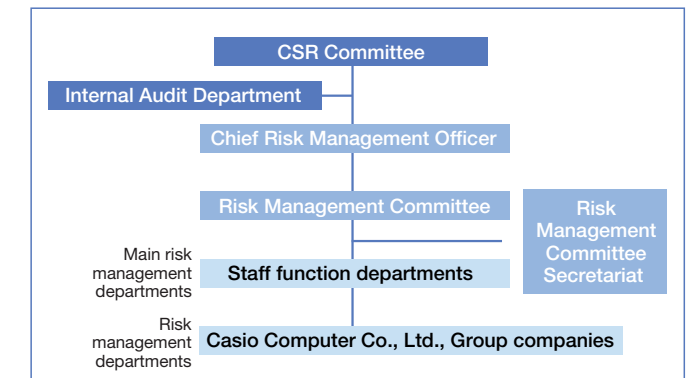 CSR Committee
Internal Audit Department
Chief Risk Management Officer
Risk Management Committee
Risk
Management
Committee
Secretariat
Main risk
management
departments
Staff function departments
Risk
management
departments
Casio Computer Co., Ltd., Group companies